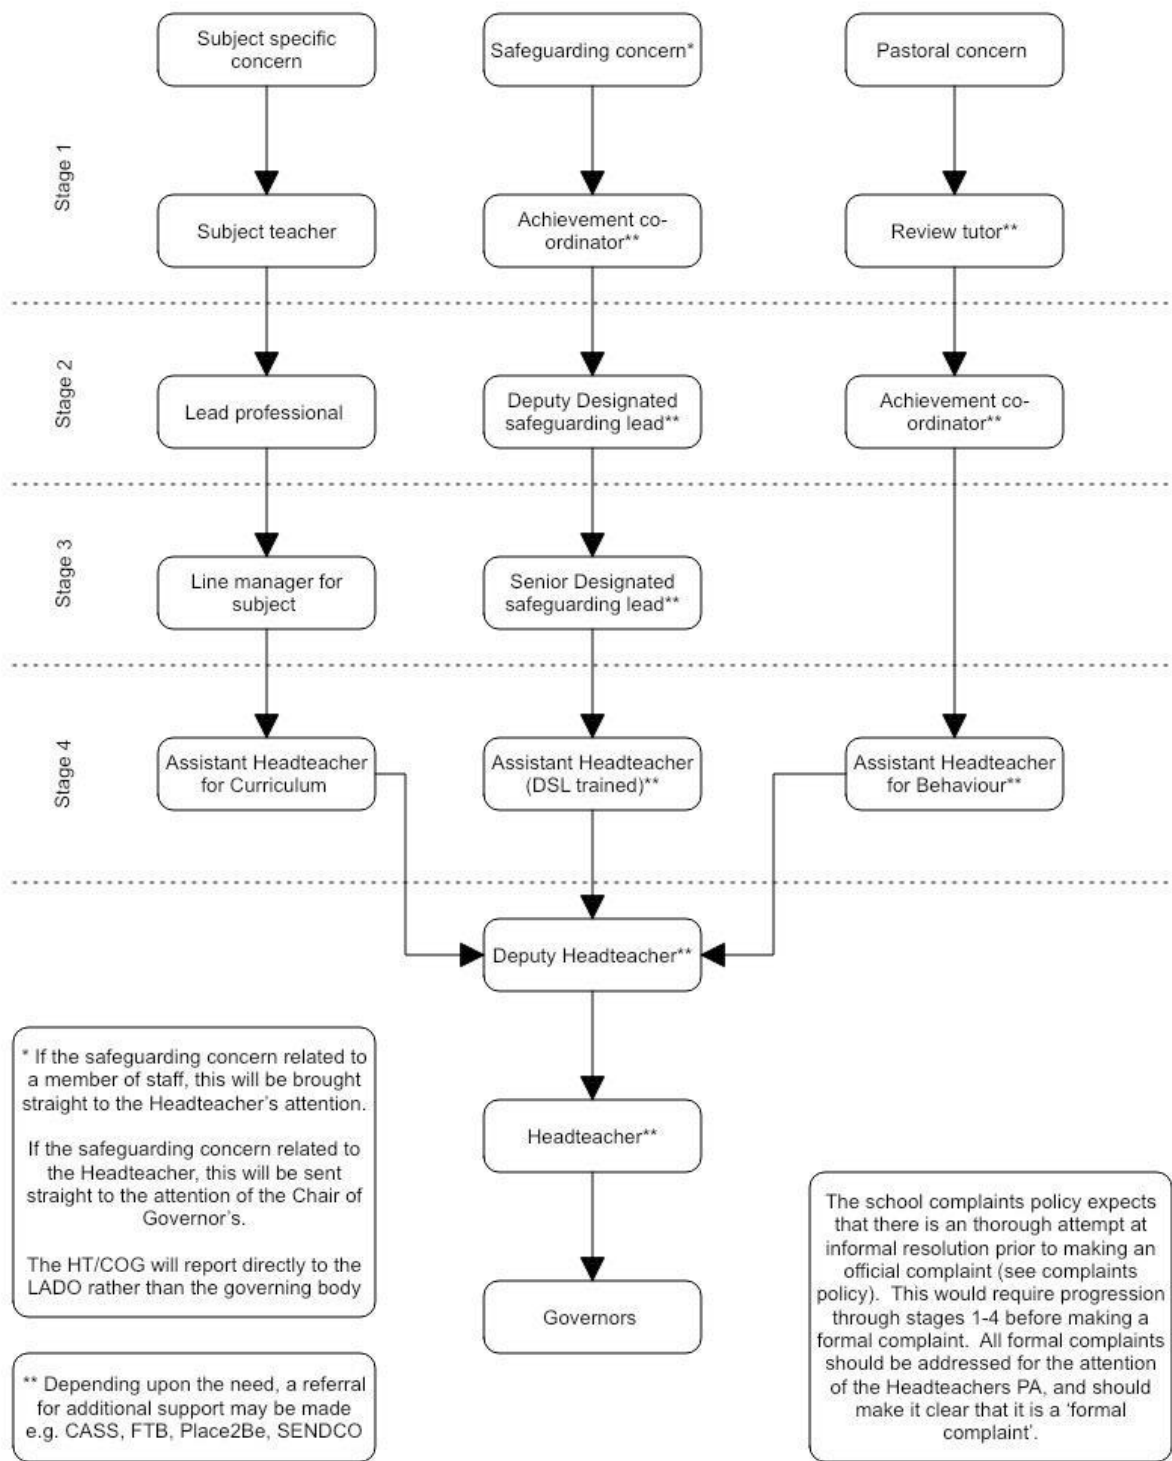 Subject specific
concern
Safeguarding concern*
Pastoral concern
Stage 1
Subject teacher
Achievement co-
ordinator**
Review tutor**
Stage 2
Lead professional
Deputy Designated
safeguarding lead**
Achievement co-
ordinator**
Stage 3
Line manager for
subject
Senior Designated
safeguarding lead**
Stage 4
Assistant Headteacher
for Curriculum
Assistant Headteacher
(DSL trained)**
Assistant Headteacher
for Behaviour**
Deputy Headteacher**
Headteacher**
Governors
* If the safeguarding concern related to
a member of staff, this will be brought
straight to the Headteacher's attention.
If the safeguarding concern related to
the Headteacher, this will be sent
straight to the attention of the Chair of
Governor's.
The HT/COG will report directly to the
LADO rather than the governing body
** Depending upon the need, a referral
for additional support may be made
e.g. CASS, FTB, Place2Be, SENDCO
The school complaints policy expects
that there is an thorough attempt at
informal resolution prior to making an
official complaint (see complaints
policy).  This would require progression
through stages 1-4 before making a
formal complaint.  All formal complaints
should be addressed for the attention
of the Headteachers PA, and should
make it clear that it is a 'formal
complaint'.